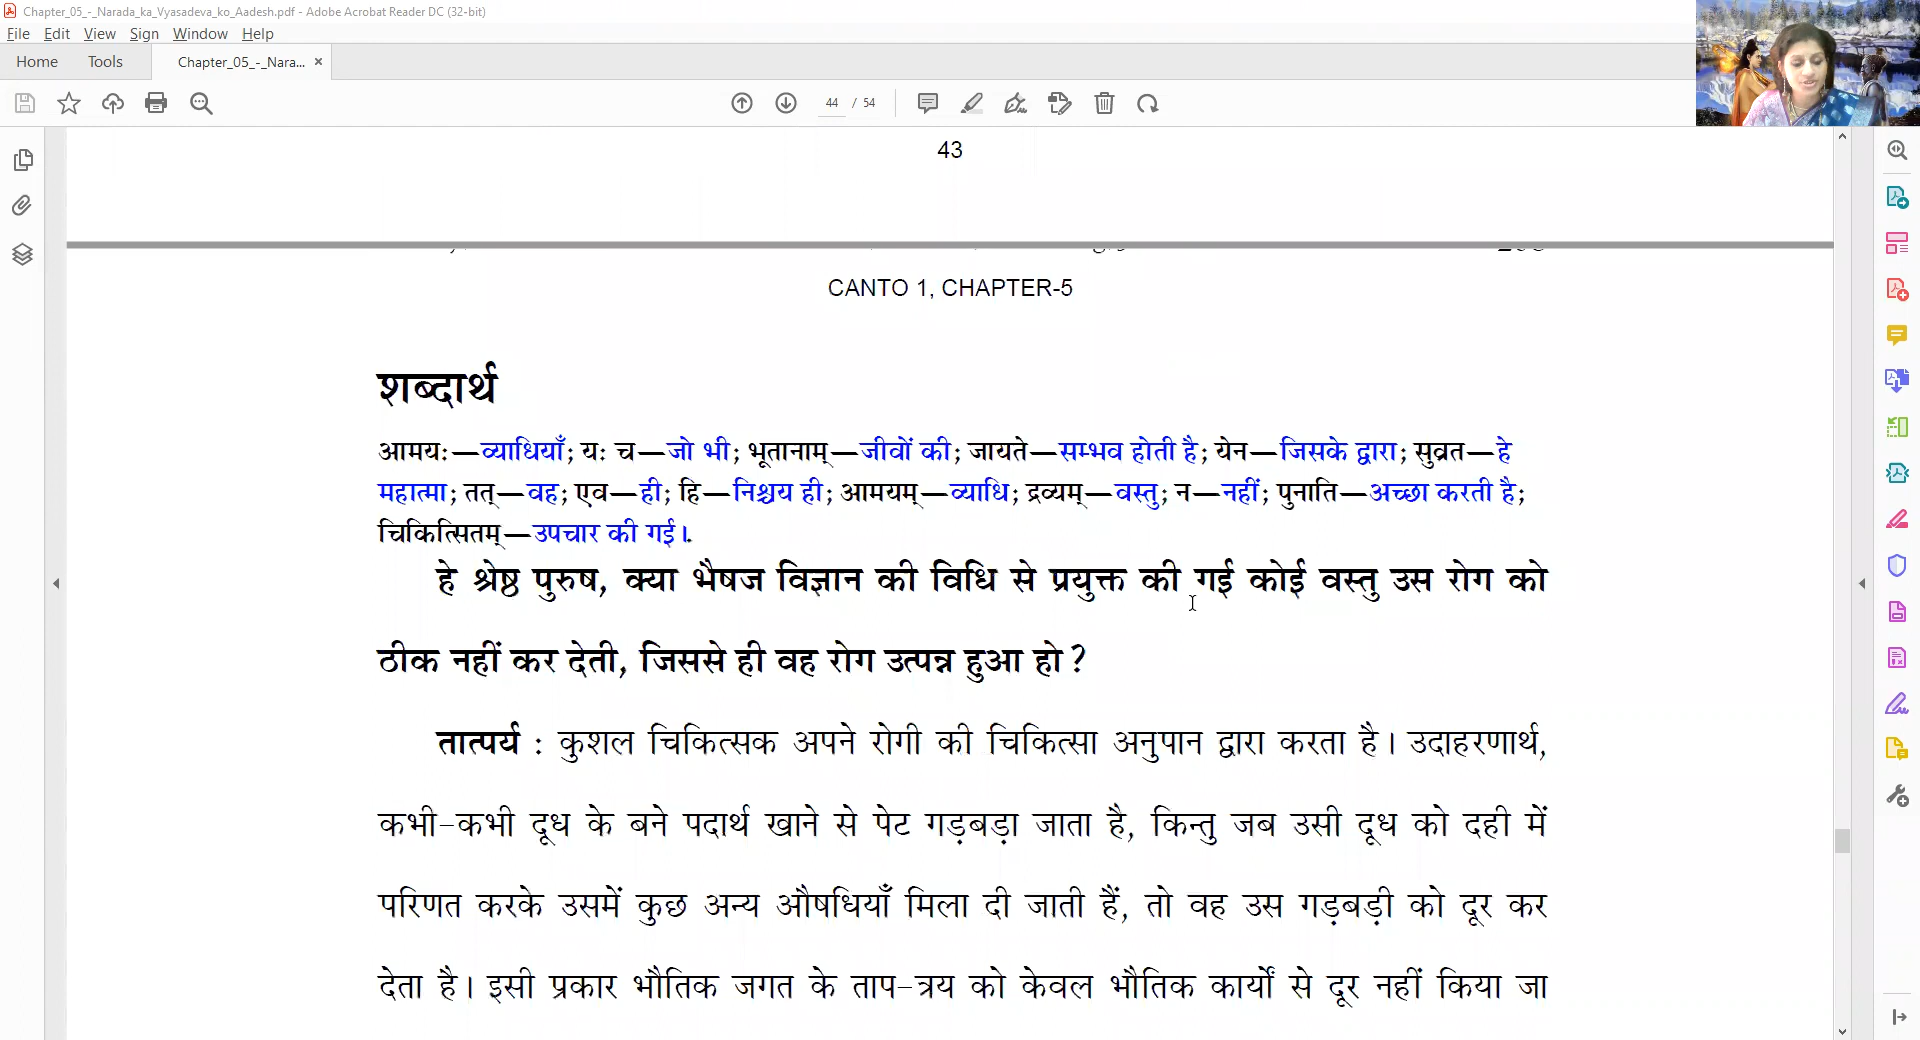 Chapter_05_-_Narada_ka_Vyasadeva_ko_Aadesh.pdf - Adobe Acrobat Reader DC (32-bit)
File Edit View Sign Window Help
Home Tools Chapter_05_-_Nara... ×
44 / 54
43
CANTO 1, CHAPTER-5
शब्दार्थ
आमयः—व्याधियाँ; यः च—जो भी; भूतानाम्—जीवों की; जायते—सम्भव होती है; येन—जिसके द्वारा; सुव्रत—हे
महात्मा; तत्—वह; एव—ही; हि—निश्चय ही; आमयम्—व्याधि; द्रव्यम्—वस्तु; न—नहीं; पुनाति—अच्छा करती है;
चिकित्सितम्—उपचार की गई।.
हे श्रेष्ठ पुरुष, क्या भैषज विज्ञान की विधि से प्रयुक्त की गई कोई वस्तु उस रोग को
ठीक नहीं कर देती, जिससे ही वह रोग उत्पन्न हुआ हो?
तात्पर्य : कुशल चिकित्सक अपने रोगी की चिकित्सा अनुपान द्वारा करता है। उदाहरणार्थ,
कभी-कभी दूध के बने पदार्थ खाने से पेट गड़बड़ा जाता है, किन्तु जब उसी दूध को दही में
परिणत करके उसमें कुछ अन्य औषधियाँ मिला दी जाती हैं, तो वह उस गड़बड़ी को दूर कर
देता है। इसी प्रकार भौतिक जगत के ताप-त्रय को केवल भौतिक कार्यों से दूर नहीं किया जा